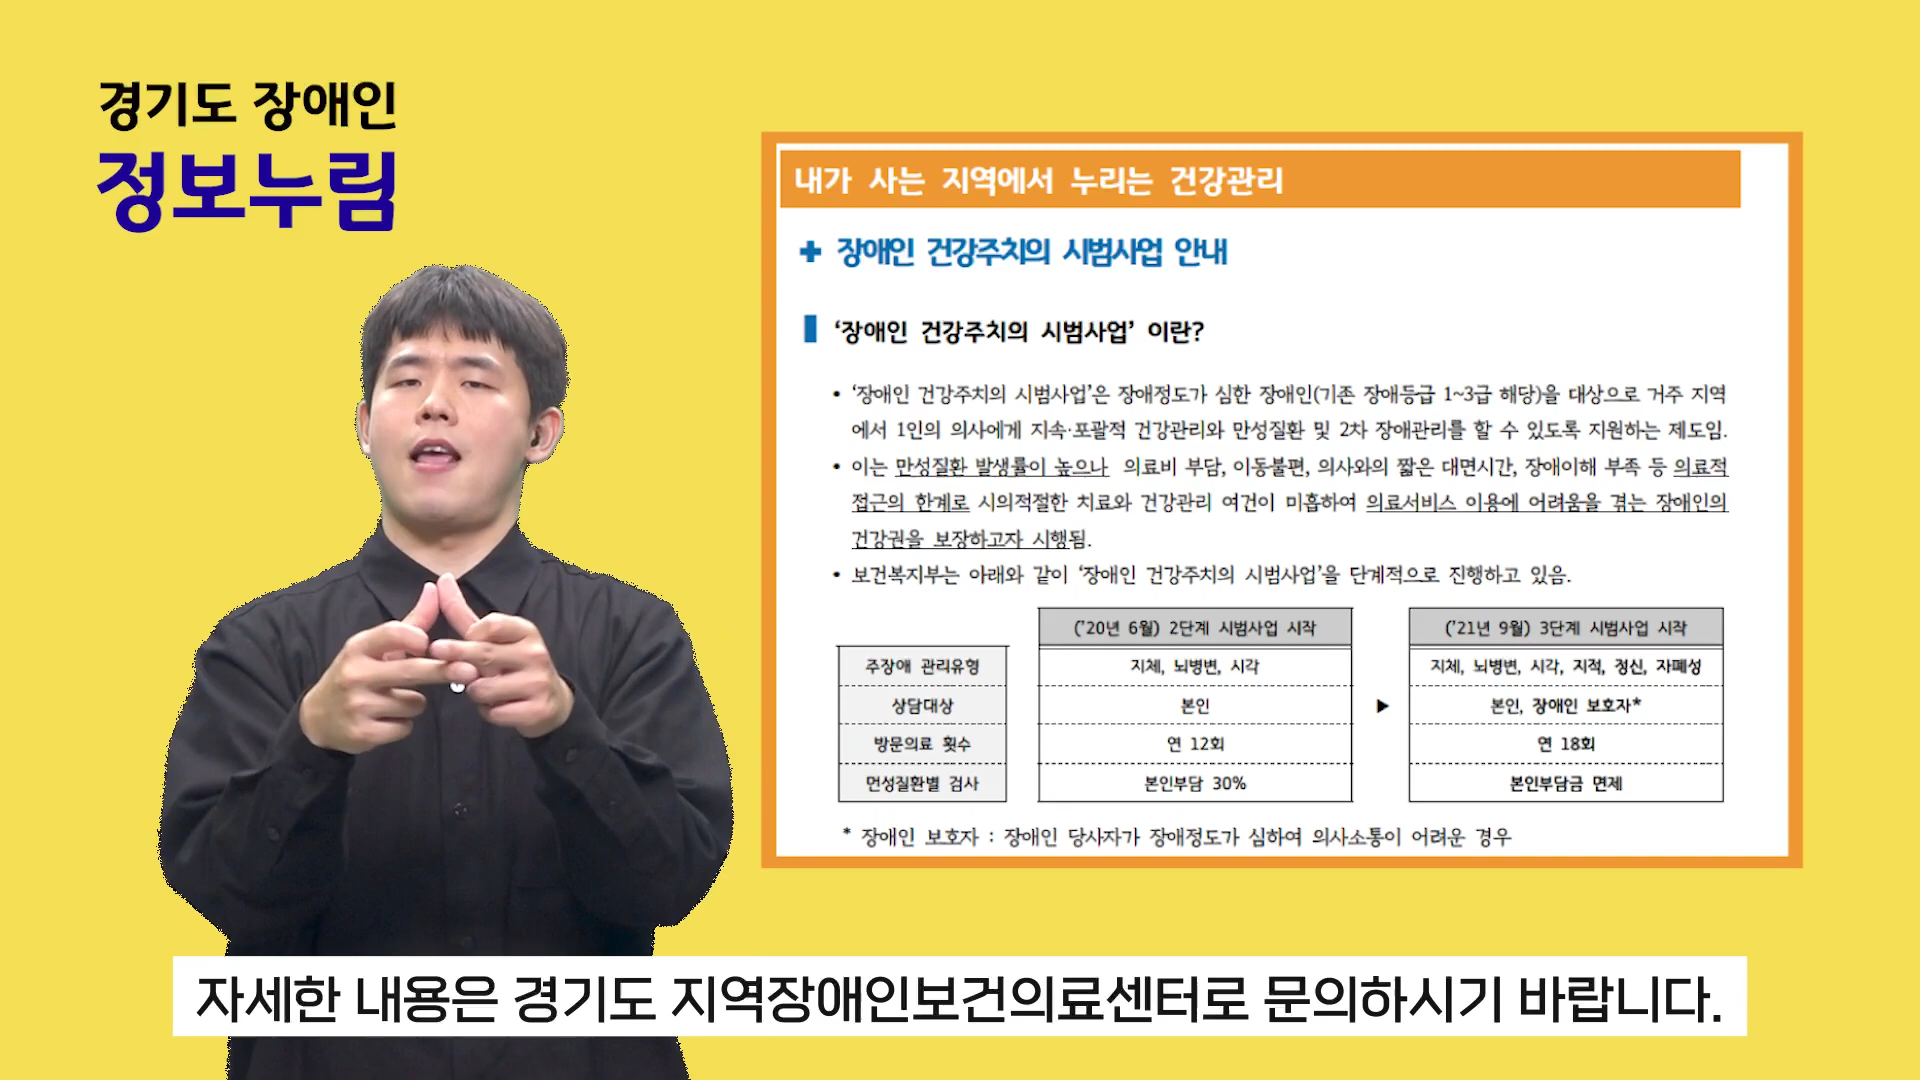 경기도 장애인
정보누림
내가 사는 지역에서 누리는 건강관리
+ 장애인 건강주치의 시범사업 안내
‘장애인 건강주치의 시범사업’ 이란?
• ‘장애인 건강주치의 시범사업’은 장애정도가 심한 장애인(기존 장애등급 1~3급 해당)을 대상으로 거주 지역
에서 1인의 의사에게 지속·포괄적 건강관리와 만성질환 및 2차 장애관리를 할 수 있도록 지원하는 제도임.
• 이는 만성질환 발생률이 높으나 의료비 부담, 이동불편, 의사와의 짧은 대면시간, 장애이해 부족 등 의료적
접근의 한계로 시의적절한 치료와 건강관리 여건이 미흡하여 의료서비스 이용에 어려움을 겪는 장애인의
건강권을 보장하고자 시행됨.
• 보건복지부는 아래와 같이 ‘장애인 건강주치의 시범사업’을 단계적으로 진행하고 있음.
(’20년 6월) 2단계 시범사업 시작 (’21년 9월) 3단계 시범사업 시작
주장애 관리유형 지체, 뇌병변, 시각 지체, 뇌병변, 시각, 지적, 정신, 자폐성
상담대상 본인 ▶ 본인, 장애인 보호자*
방문의료 횟수 연 12회 연 18회
먼성질환별 검사 본인부담 30% 본인부담금 면제
* 장애인 보호자 : 장애인 당사자가 장애정도가 심하여 의사소통이 어려운 경우
자세한 내용은 경기도 지역장애인보건의료센터로 문의하시기 바랍니다.